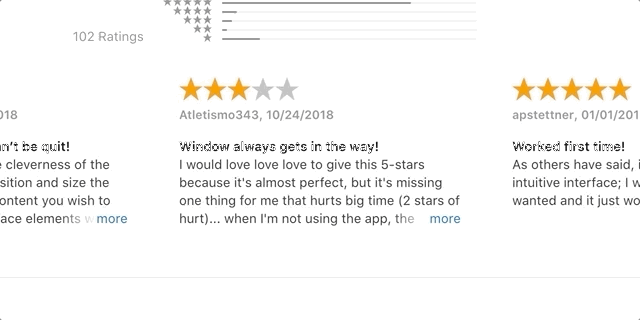 102 Ratings
018
n't be quit!
cleverness of the
sition and size the
ontent you wish to
ace elements more
Atletismo343, 10/24/2018
Window always gets in the way!
I would love love love to give this 5-stars
because it's almost perfect, but it's missing
one thing for me that hurts big time (2 stars of
hurt)... when I'm not using the app, the more
apstettner, 01/01/201
Worked first time!
As others have said, i
intuitive interface; I w
wanted and it just wo